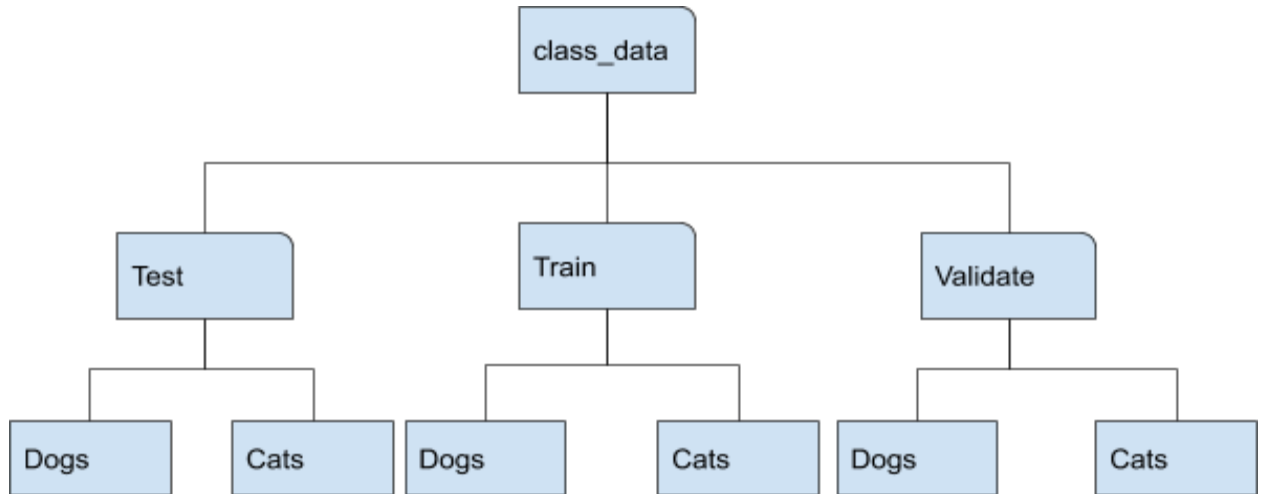 class_data
Test
Train
Validate
Dogs
Cats
Dogs
Cats
Dogs
Cats